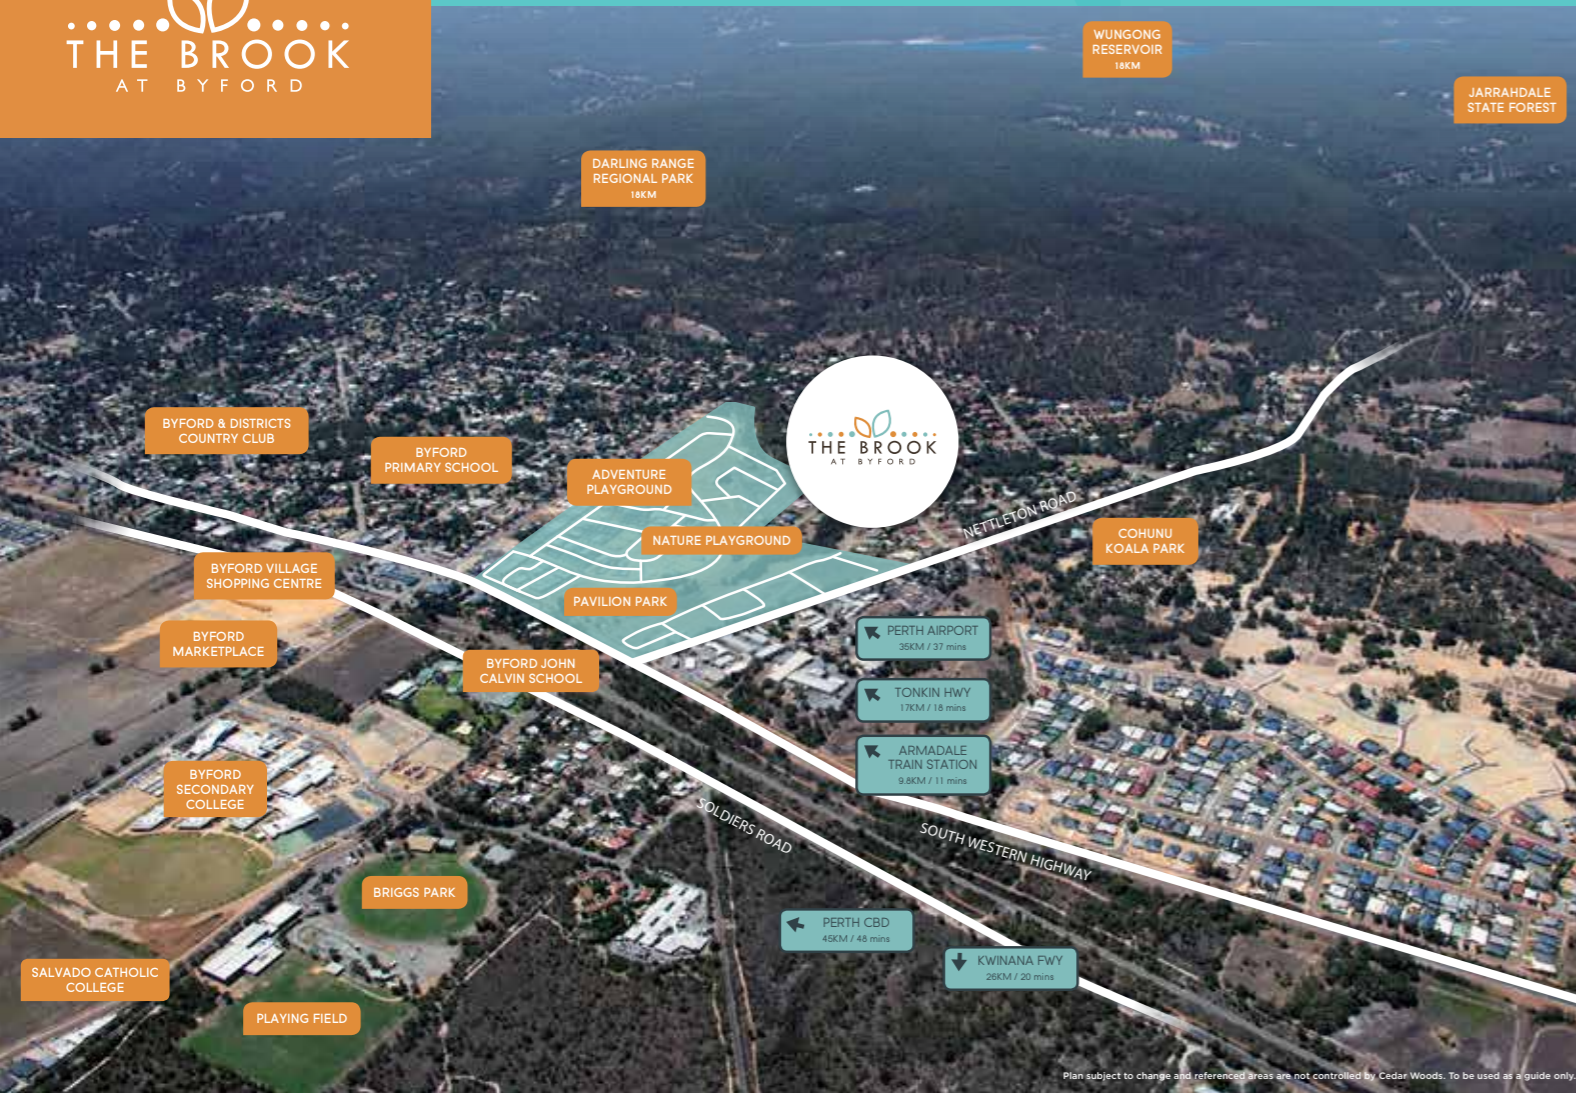 THE BROOK
AT BYFORD
WUNGONG
RESERVOIR
18KM
JARRAHDALE
STATE FOREST
DARLING RANGE
REGIONAL PARK
18KM
BYFORD & DISTRICTS
COUNTRY CLUB
BYFORD
PRIMARY SCHOOL
ADVENTURE
PLAYGROUND
THE BROOK
AT BYFORD
NETTLETON ROAD
NATURE PLAYGROUND
COHUNU
KOALA PARK
BYFORD VILLAGE
SHOPPING CENTRE
PAVILION PARK
BYFORD
MARKETPLACE
PERTH AIRPORT
35KM / 37 mins
BYFORD JOHN
CALVIN SCHOOL
TONKIN HWY
17KM / 18 mins
ARMADALE
TRAIN STATION
9.8KM / 11 mins
BYFORD
SECONDARY
COLLEGE
SOLDIERS ROAD
SOUTH WESTERN HIGHWAY
BRIGGS PARK
PERTH CBD
45KM / 48 mins
KWINANA FWY
26KM / 20 mins
SALVADO CATHOLIC
COLLEGE
PLAYING FIELD
Plan subject to change and referenced areas are not controlled by Cedar Woods. To be used as a guide only.